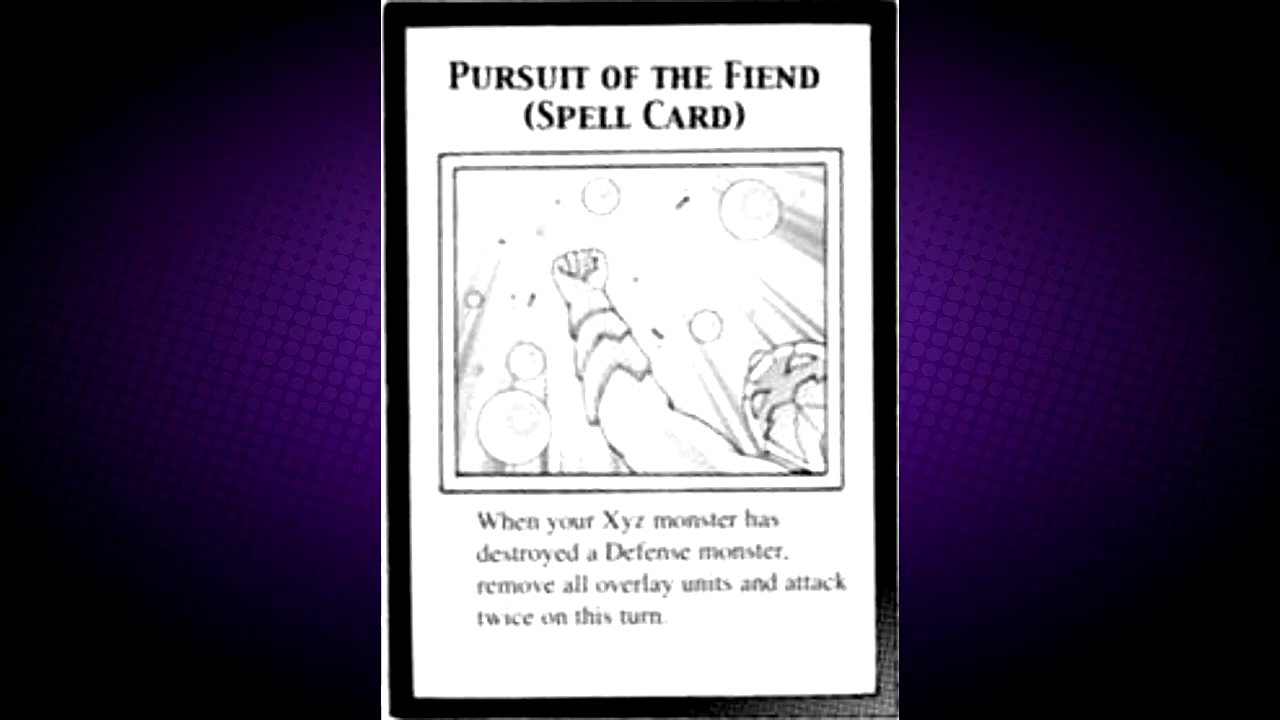 PURSUIT OF THE FIEND
(SPELL CARD)
When your Xyz monster has
destroyed a Defense monster,
remove all overlay units and attack
twice on this turn.